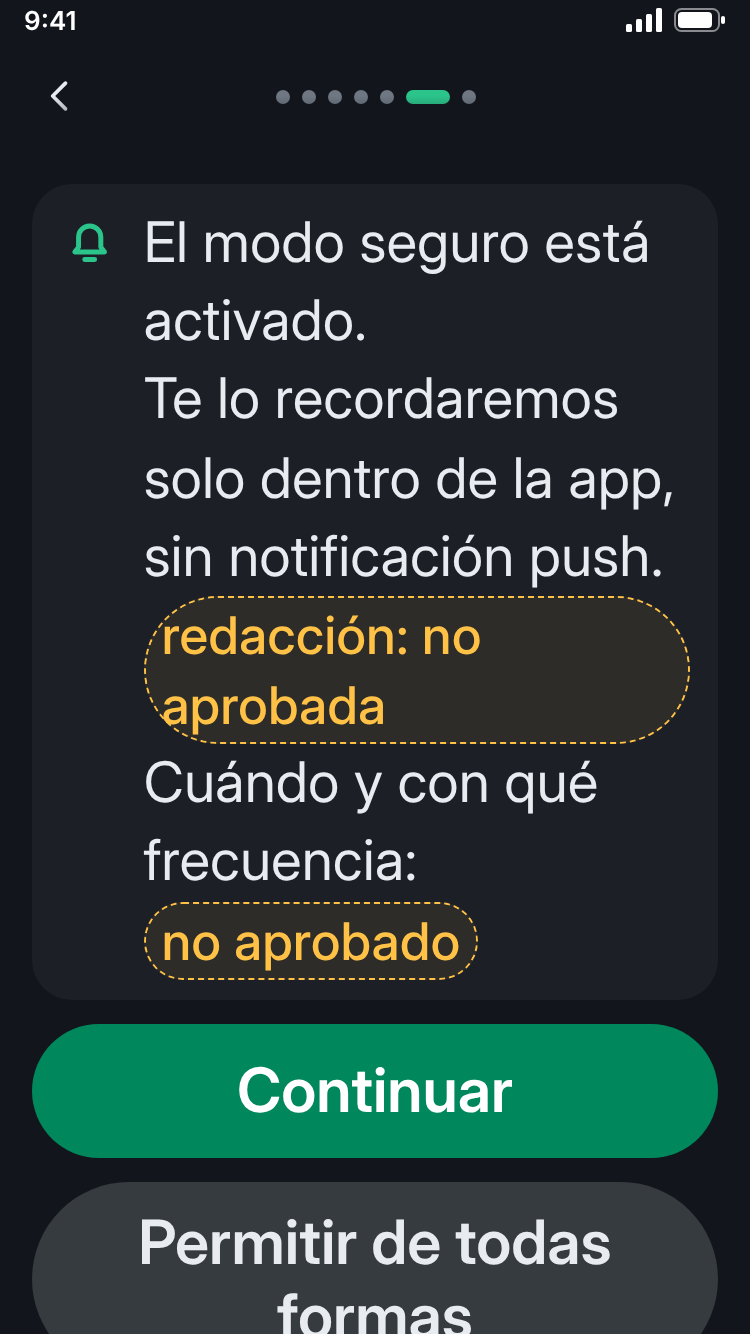 9:41
El modo seguro está
activado.
Te lo recordaremos
solo dentro de la app,
sin notificación push.
redacción: no
aprobada
Cuándo y con qué
frecuencia:
no aprobado
Continuar
Permitir de todas
formas